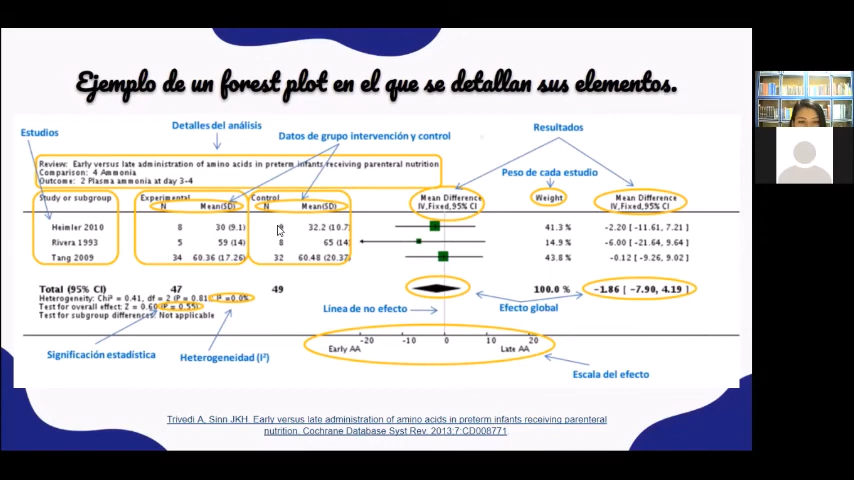 Ejemplo de un forest plot en el que se detallan sus elementos.
Estudios
Detalles del análisis
Datos de grupo intervención y control
Resultados
Peso de cada estudio
Review: Early versus late administration of amino acids in preterm infants receiving parenteral nutrition
Comparison: 4 Ammonia
Outcome: 2 Plasma ammonia at day 3-4
Study or subgroup Experimental Control Mean Difference Weight Mean Difference
N Mean(SD) N Mean(SD) IV,Fixed,95% CI IV,Fixed,95% CI
Heimler 2010 8 30 (9.1) 32.2 (10.7) 41.3 % -2.20 [ -11.61, 7.21 ]
Rivera 1993 5 59 (14) 8 65 (14) 14.9 % -6.00 [ -21.64, 9.64 ]
Tang 2009 34 60.36 (17.26) 32 60.48 (20.37) 43.8 % -0.12 [ -9.26, 9.02 ]
Total (95% CI) 47 49 100.0 % -1.86 [ -7.90, 4.19 ]
Heterogeneity: Chi² = 0.41, df = 2 (P = 0.81); I² =0.0%
Test for overall effect: Z = 0.60 (P = 0.55)
Test for subgroup differences: Not applicable
Línea de no efecto
Efecto global
-20 -10 0 10 20
Early AA Late AA
Significación estadística
Heterogeneidad (I²)
Escala del efecto
Trivedi A, Sinn JKH. Early versus late administration of amino acids in preterm infants receiving parenteral
nutrition. Cochrane Database Syst Rev. 2013;7:CD008771